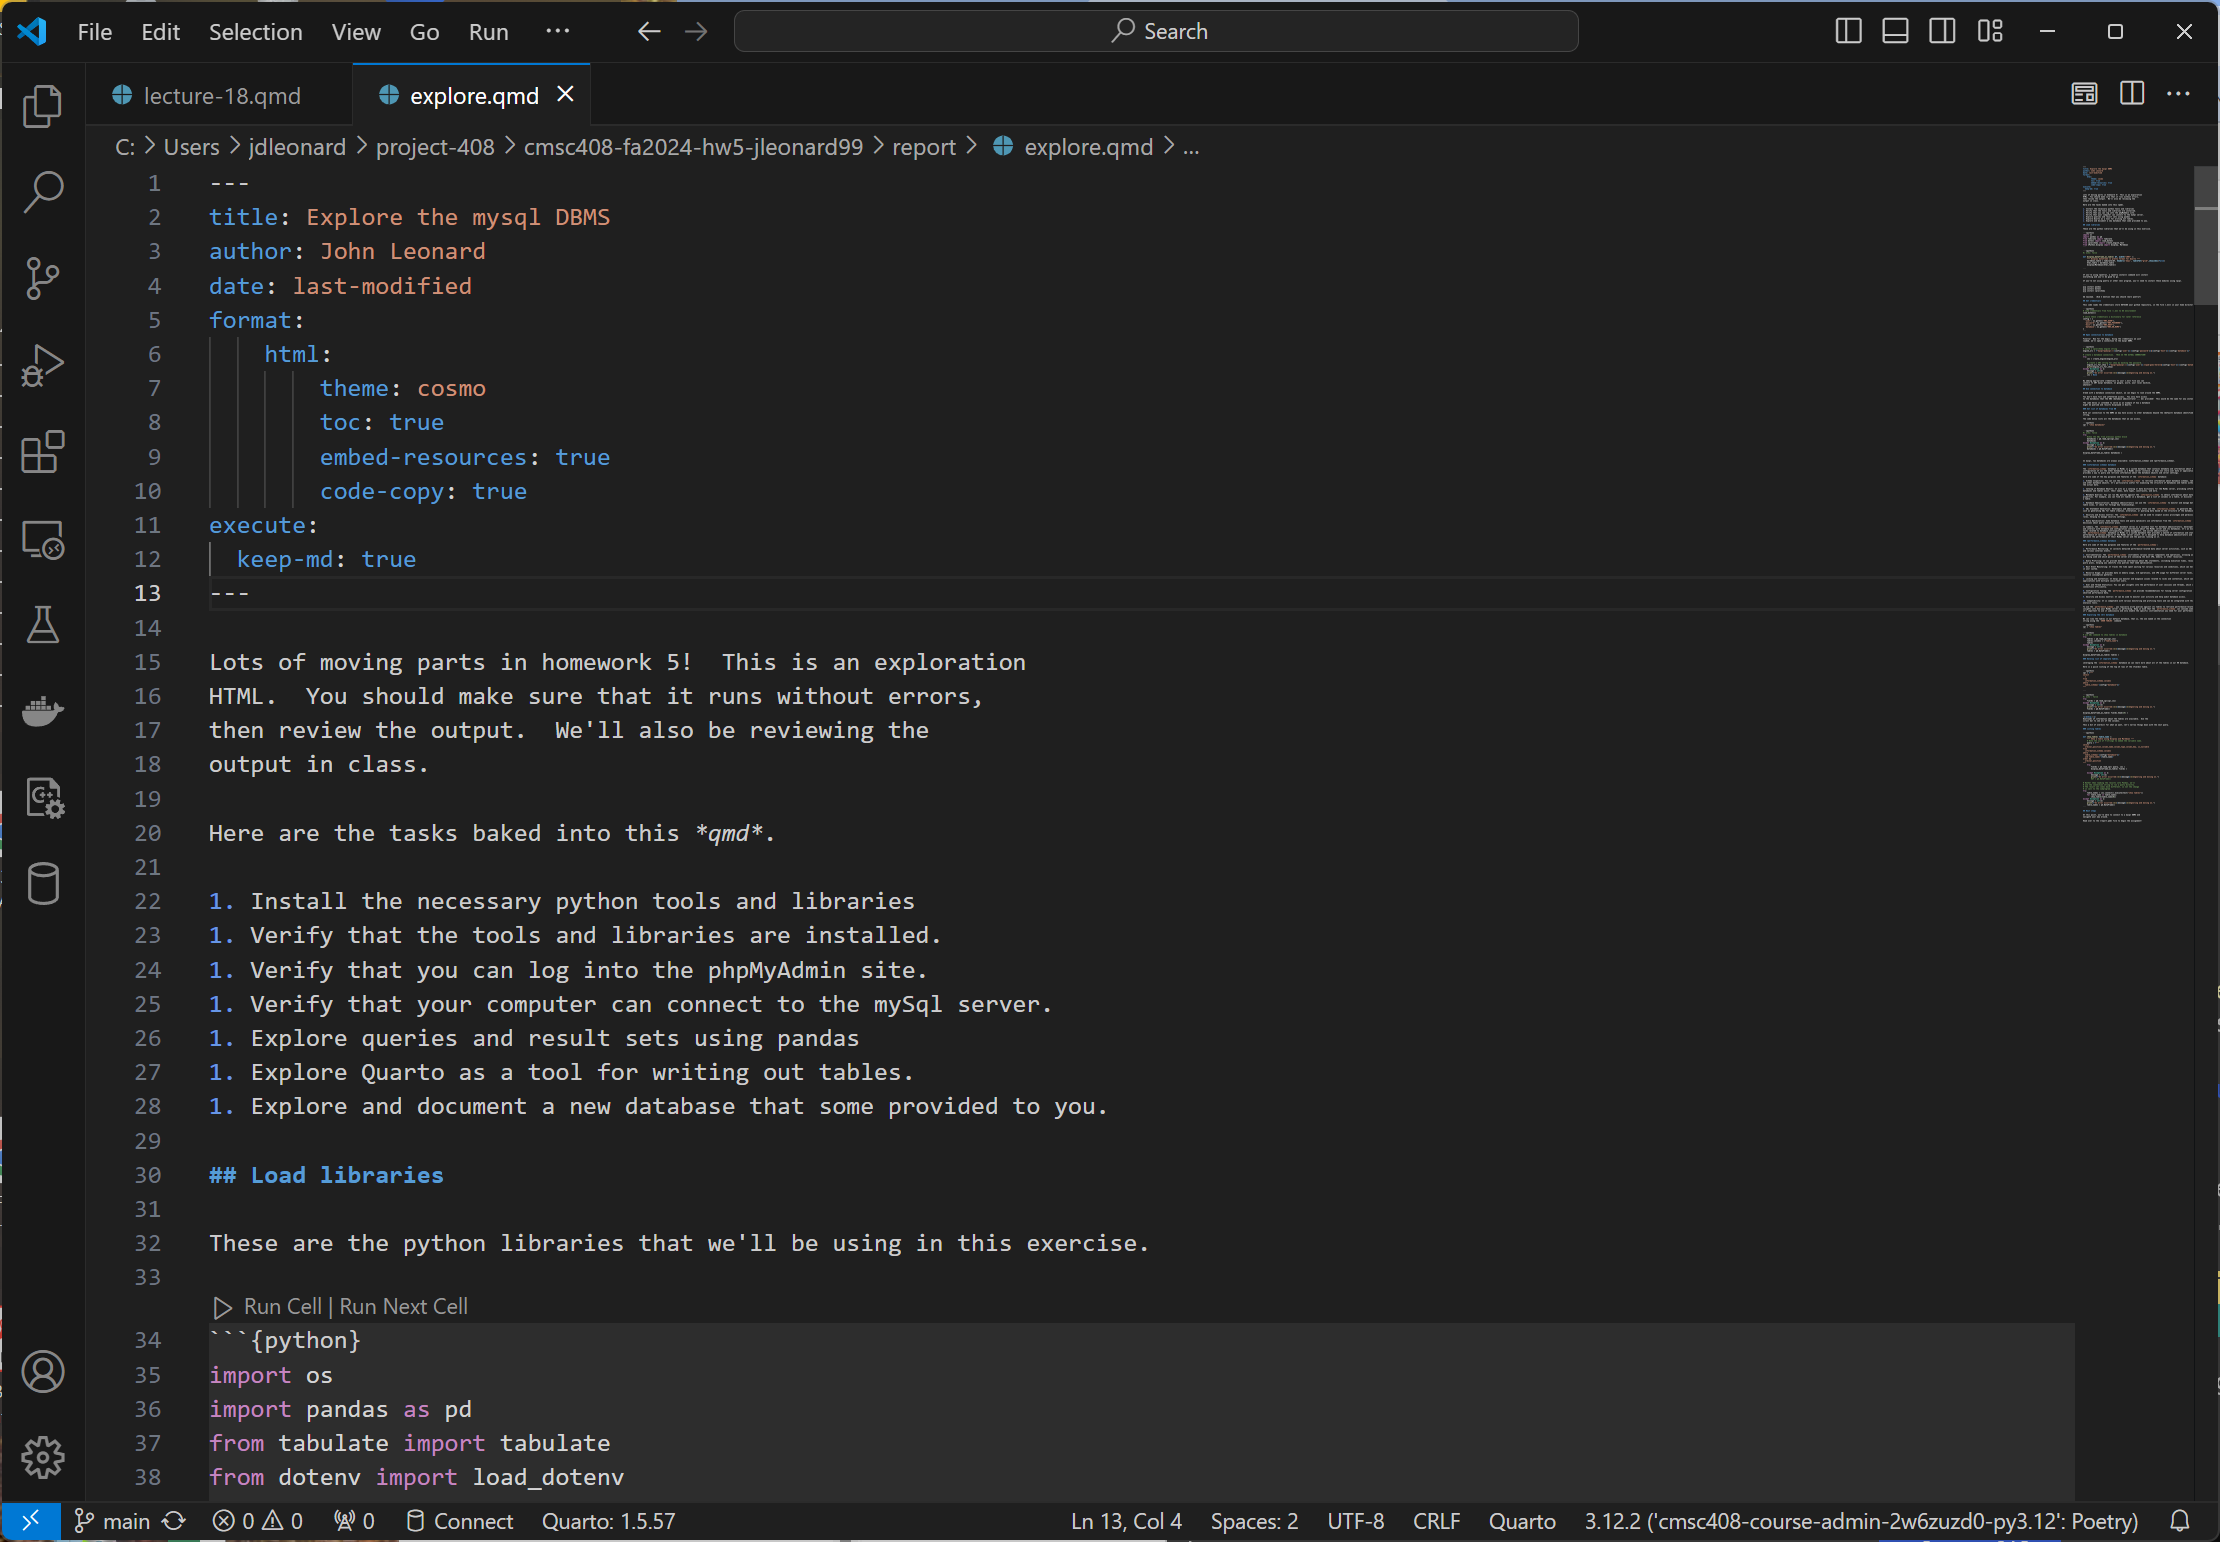 File Edit Selection View Go Run ··· Search
lecture-18.qmd explore.qmd
C: > Users > jdleonard > project-408 > cmsc408-fa2024-hw5-jleonard99 > report > explore.qmd > ...
1 ---
2 title: Explore the mysql DBMS
3 author: John Leonard
4 date: last-modified
5 format:
6 html:
7 theme: cosmo
8 toc: true
9 embed-resources: true
10 code-copy: true
11 execute:
12 keep-md: true
13 ---
14
15 Lots of moving parts in homework 5!  This is an exploration
16 HTML.  You should make sure that it runs without errors,
17 then review the output.  We'll also be reviewing the
18 output in class.
19
20 Here are the tasks baked into this *qmd*.
21
22 1. Install the necessary python tools and libraries
23 1. Verify that the tools and libraries are installed.
24 1. Verify that you can log into the phpMyAdmin site.
25 1. Verify that your computer can connect to the mySql server.
26 1. Explore queries and result sets using pandas
27 1. Explore Quarto as a tool for writing out tables.
28 1. Explore and document a new database that some provided to you.
29
30 ## Load libraries
31
32 These are the python libraries that we'll be using in this exercise.
33
Run Cell | Run Next Cell
34 ```{python}
35 import os
36 import pandas as pd
37 from tabulate import tabulate
38 from dotenv import load_dotenv
main 0 0 0 Connect Quarto: 1.5.57 Ln 13, Col 4 Spaces: 2 UTF-8 CRLF Quarto 3.12.2 ('cmsc408-course-admin-2w6zuzd0-py3.12': Poetry)